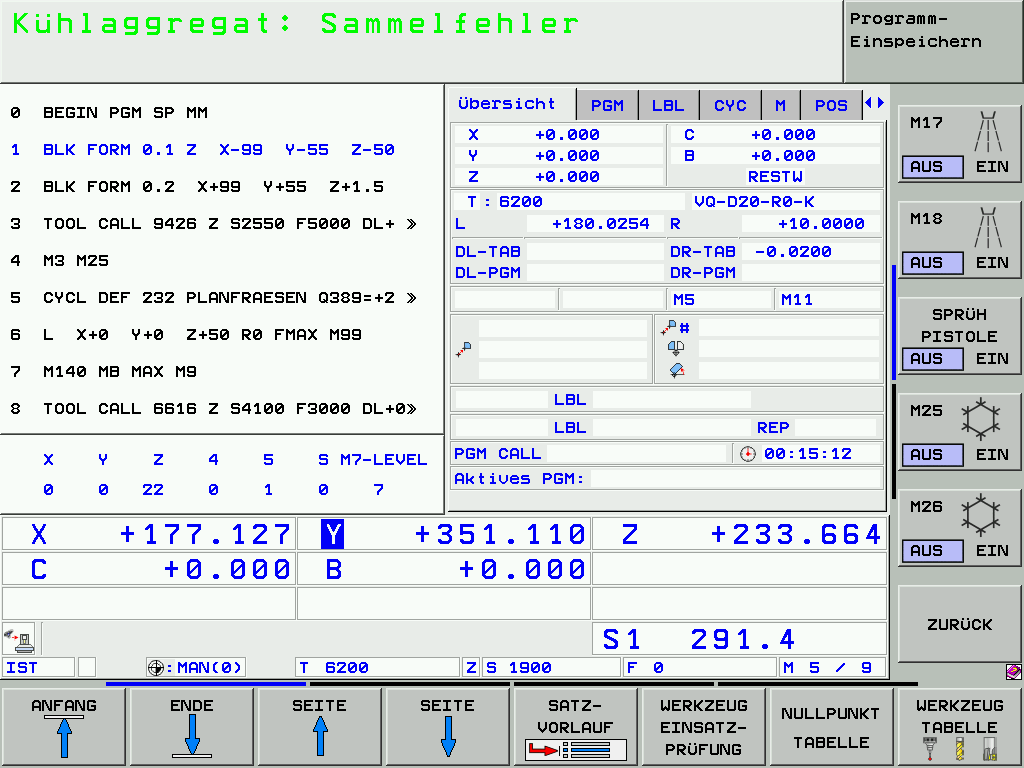 Kühlaggregat: Sammelfehler
Programm-
Einspeichern
0 BEGIN PGM SP MM
1 BLK FORM 0.1 Z X-99 Y-55 Z-50
2 BLK FORM 0.2 X+99 Y+55 Z+1.5
3 TOOL CALL 9426 Z S2550 F5000 DL+ »
4 M3 M25
5 CYCL DEF 232 PLANFRAESEN Q389=+2 »
6 L X+0 Y+0 Z+50 R0 FMAX M99
7 M140 MB MAX M9
8 TOOL CALL 6616 Z S4100 F3000 DL+0»
X Y Z 4 5 S M7-LEVEL
0 0 22 0 1 0 7
Übersicht PGM LBL CYC M POS
X +0.000 C +0.000
Y +0.000 B +0.000
Z +0.000 RESTW
T : 6200 VQ-D20-R0-K
L +180.0254 R +10.0000
DL-TAB DR-TAB -0.0200
DL-PGM DR-PGM
M5 M11
#
LBL
LBL REP
PGM CALL 00:15:12
Aktives PGM:
X +177.127 Y +351.110 Z +233.664
C +0.000 B +0.000
S1 291.4
IST :MAN(0) T 6200 Z S 1900 F 0 M 5 / 9
M17
AUS EIN
M18
AUS EIN
SPRÜH
PISTOLE
AUS EIN
M25
AUS EIN
M26
AUS EIN
ZURÜCK
ANFANG
ENDE
SEITE
SEITE
SATZ-
VORLAUF
WERKZEUG
EINSATZ-
PRÜFUNG
NULLPUNKT
TABELLE
WERKZEUG
TABELLE